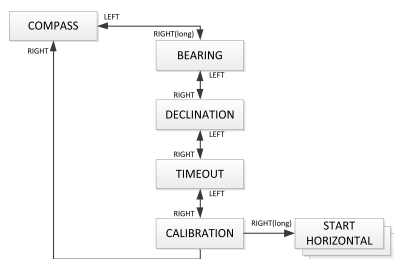 COMPASS
LEFT
RIGHT(long)
RIGHT
BEARING
LEFT
RIGHT
DECLINATION
LEFT
RIGHT
TIMEOUT
LEFT
RIGHT
CALIBRATION
RIGHT(long)
START
HORIZONTAL